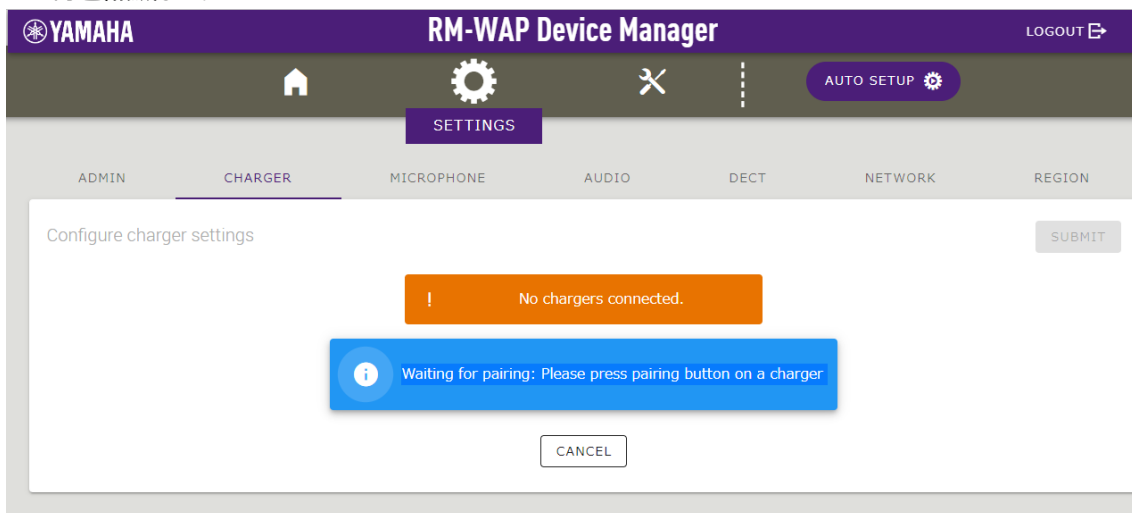 YAMAHA
RM-WAP Device Manager
LOGOUT
AUTO SETUP
SETTINGS
ADMIN
CHARGER
MICROPHONE
AUDIO
DECT
NETWORK
REGION
Configure charger settings
SUBMIT
! No chargers connected.
Waiting for pairing: Please press pairing button on a charger
CANCEL